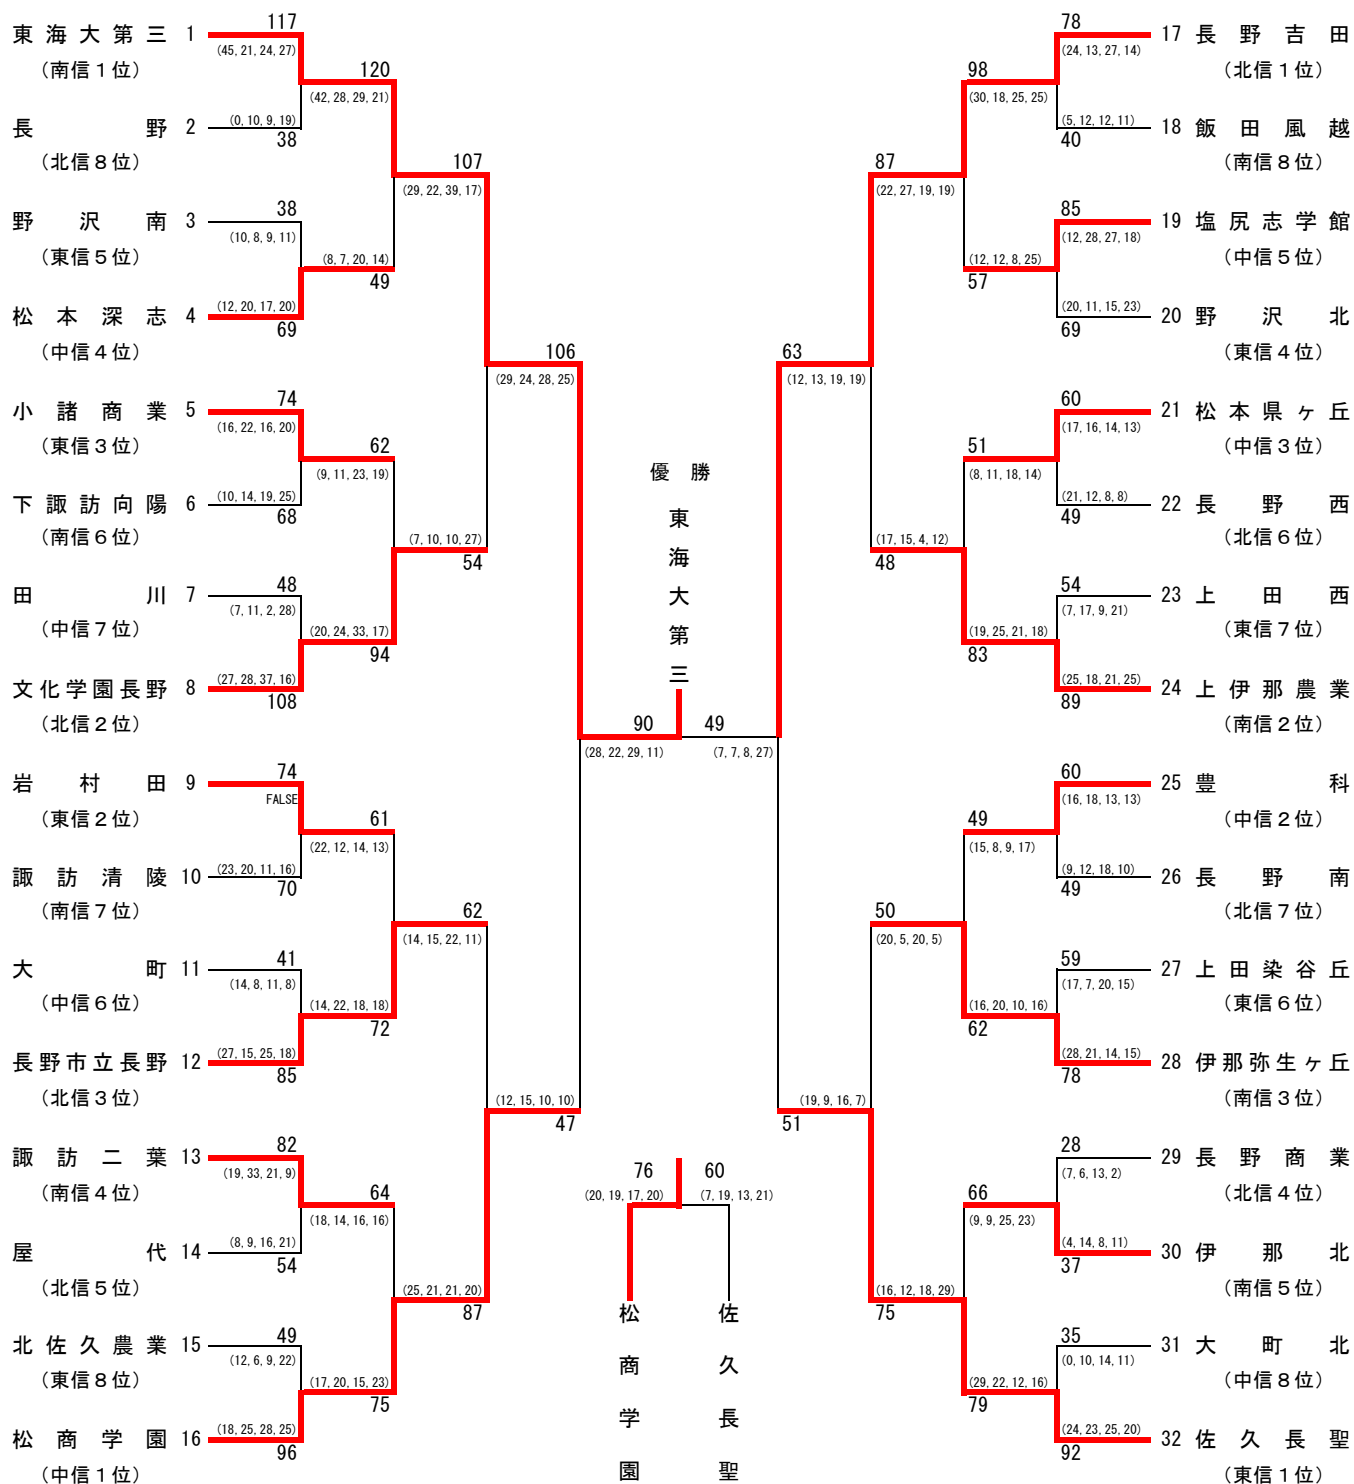 東海大第三 1 117
(45, 21, 24, 27)
（南信１位）
120
(42, 28, 29, 21)
長野 2 (0, 10, 9, 19)
38
（北信８位）
107
(29, 22, 39, 17)
野沢南 3 38
(10, 8, 9, 11)
（東信５位）
(8, 7, 20, 14)
49
松本深志 4 (12, 20, 17, 20)
69
（中信４位）
106
(29, 24, 28, 25)
小諸商業 5 74
(16, 22, 16, 20)
（東信３位）
62
(9, 11, 23, 19)
下諏訪向陽 6 (10, 14, 19, 25)
68
（南信６位）
(7, 10, 10, 27)
54
田川 7 48
(7, 11, 2, 28)
（中信７位）
(20, 24, 33, 17)
94
文化学園長野 8 (27, 28, 37, 16)
108
（北信２位）
90
(28, 22, 29, 11)
岩村田 9 74
FALSE
（東信２位）
61
(22, 12, 14, 13)
諏訪清陵 10 (23, 20, 11, 16)
70
（南信７位）
62
(14, 15, 22, 11)
大町 11 41
(14, 8, 11, 8)
（中信６位）
(14, 22, 18, 18)
72
長野市立長野 12 (27, 15, 25, 18)
85
（北信３位）
(12, 15, 10, 10)
47
諏訪二葉 13 82
(19, 33, 21, 9)
（南信４位）
64
(18, 14, 16, 16)
屋代 14 (8, 9, 16, 21)
54
（北信５位）
(25, 21, 21, 20)
87
北佐久農業 15 49
(12, 6, 9, 22)
（東信８位）
(17, 20, 15, 23)
75
松商学園 16 (18, 25, 28, 25)
96
（中信１位）
優勝
東海大第三
76 60
(20, 19, 17, 20) (7, 19, 13, 21)
松商学園
佐久長聖
78 17 長野吉田
(24, 13, 27, 14)
（北信１位）
98
(30, 18, 25, 25)
(5, 12, 12, 11) 18 飯田風越
40
（南信８位）
87
(22, 27, 19, 19)
85 19 塩尻志学館
(12, 28, 27, 18)
（中信５位）
(12, 12, 8, 25)
57
(20, 11, 15, 23) 20 野沢北
69
（東信４位）
63
(12, 13, 19, 19)
60 21 松本県ヶ丘
(17, 16, 14, 13)
（中信３位）
51
(8, 11, 18, 14)
(21, 12, 8, 8) 22 長野西
49
（北信６位）
(17, 15, 4, 12)
48
54 23 上田西
(7, 17, 9, 21)
（東信７位）
(19, 25, 21, 18)
83
(25, 18, 21, 25) 24 上伊那農業
89
（南信２位）
49
(7, 7, 8, 27)
60 25 豊科
(16, 18, 13, 13)
（中信２位）
49
(15, 8, 9, 17)
(9, 12, 18, 10) 26 長野南
49
（北信７位）
50
(20, 5, 20, 5)
59 27 上田染谷丘
(17, 7, 20, 15)
（東信６位）
(16, 20, 10, 16)
62
(28, 21, 14, 15) 28 伊那弥生ヶ丘
78
（南信３位）
(19, 9, 16, 7)
51
28 29 長野商業
(7, 6, 13, 2)
（北信４位）
66
(9, 9, 25, 23)
(4, 14, 8, 11) 30 伊那北
37
（南信５位）
(16, 12, 18, 29)
75
35 31 大町北
(0, 10, 14, 11)
（中信８位）
(29, 22, 12, 16)
79
(24, 23, 25, 20) 32 佐久長聖
92
（東信１位）